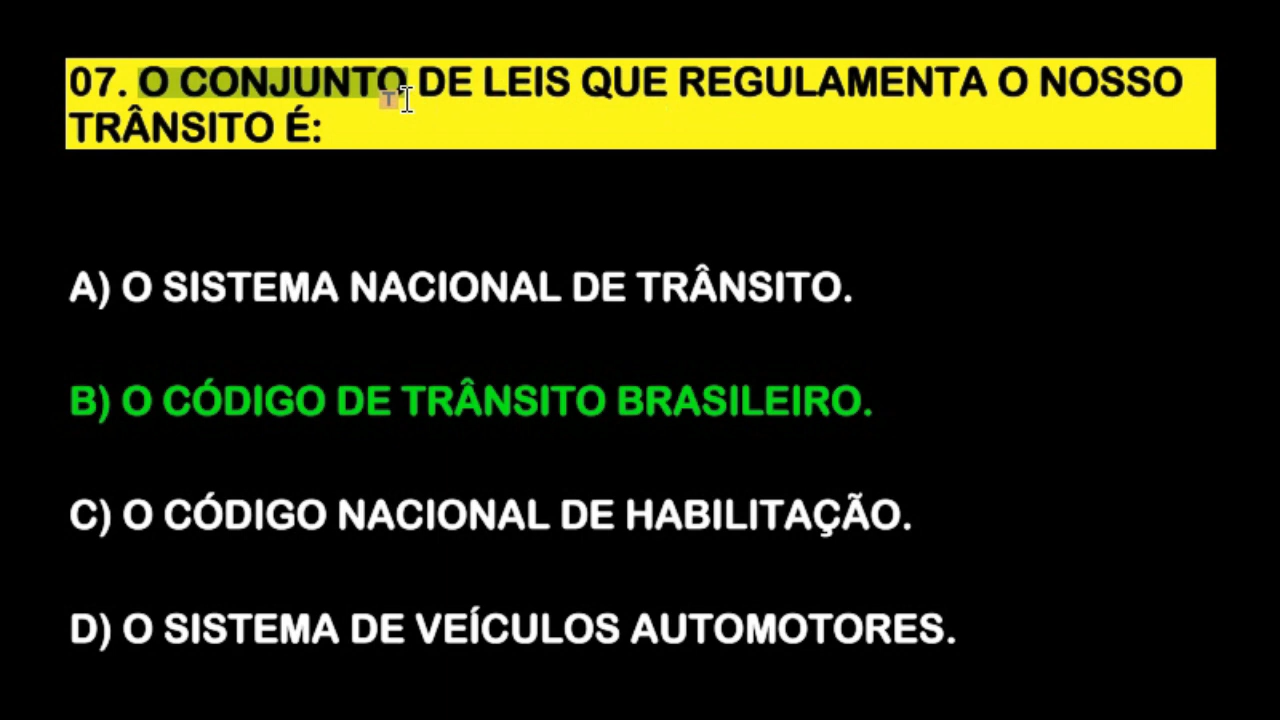 07. O CONJUNTO DE LEIS QUE REGULAMENTA O NOSSO
TRÂNSITO É:
A) O SISTEMA NACIONAL DE TRÂNSITO.
B) O CÓDIGO DE TRÂNSITO BRASILEIRO.
C) O CÓDIGO NACIONAL DE HABILITAÇÃO.
D) O SISTEMA DE VEÍCULOS AUTOMOTORES.